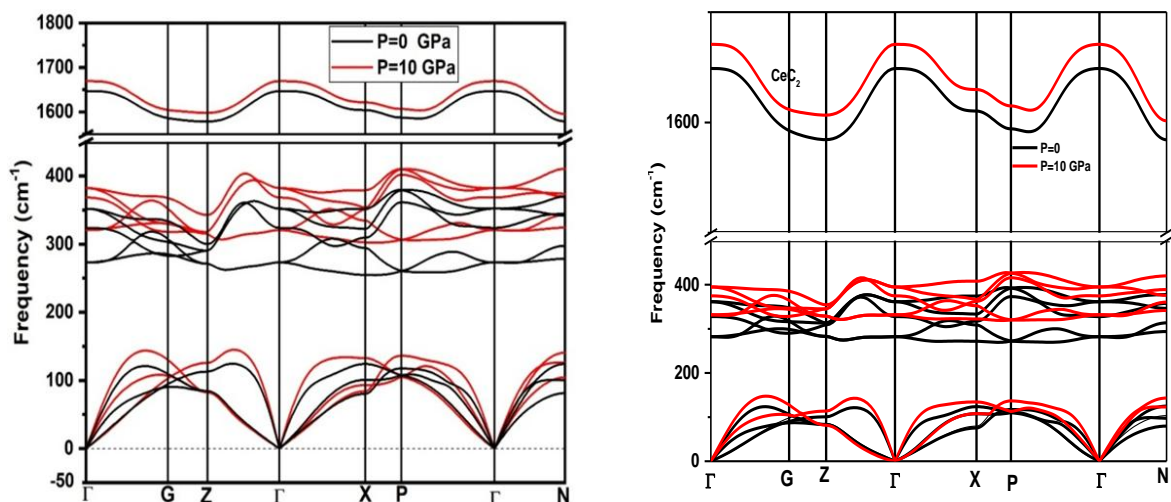 1800
1700
1600
400
300
200
100
0
-50
Frequency (cm-1)
P=0 GPa
P=10 GPa
Γ G Z Γ X P Γ N
1600
400
200
0
Frequency (cm-1)
CeC2
P=0
P=10 GPa
Γ G Z Γ X P Γ N